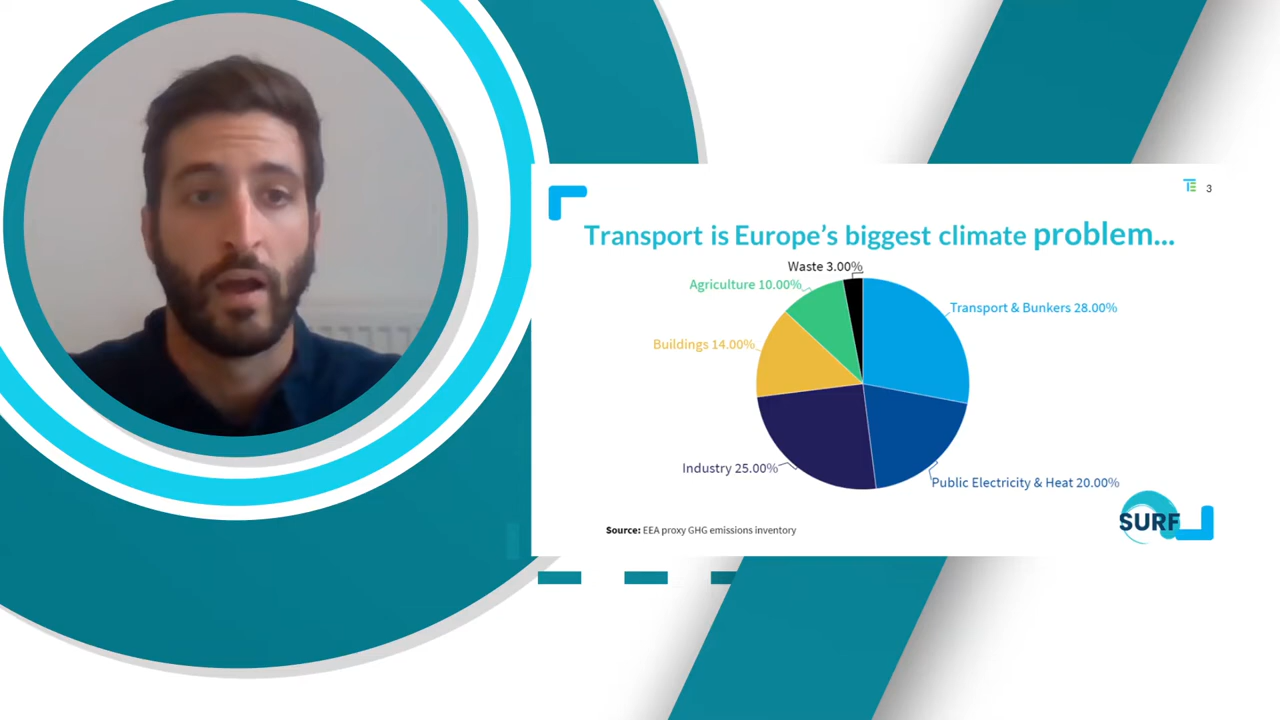 TE
3
Transport is Europe's biggest climate problem...
Waste 3.00%
Agriculture 10.00%
Transport & Bunkers 28.00%
Buildings 14.00%
Industry 25.00%
Public Electricity & Heat 20.00%
SURF
Source: EEA proxy GHG emissions inventory